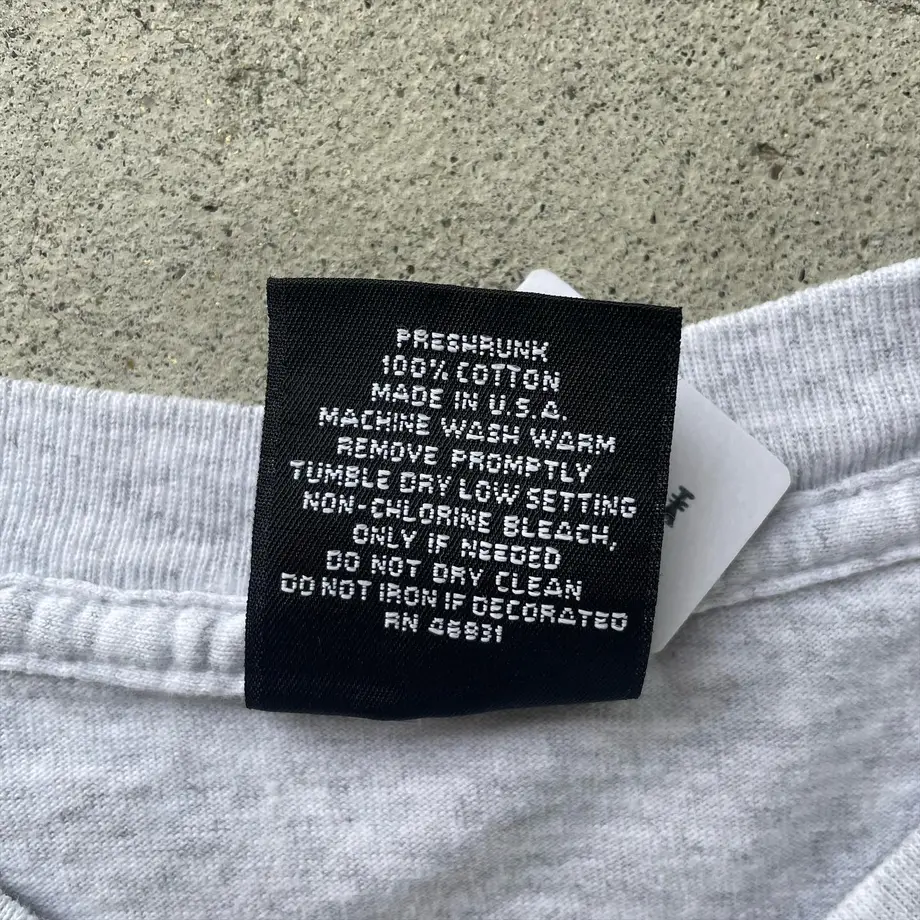 PRESHRUNK
100% COTTON
MADE IN U.S.A.
MACHINE WASH WARM
REMOVE PROMPTLY
TUMBLE DRY LOW SETTING
NON-CHLORINE BLEACH,
ONLY IF NEEDED
DO NOT DRY CLEAN
DO NOT IRON IF DECORATED
RN 46931